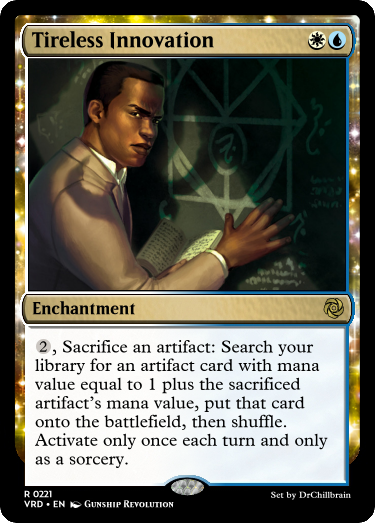 Tireless Innovation
Enchantment
2, Sacrifice an artifact: Search your
library for an artifact card with mana
value equal to 1 plus the sacrificed
artifact's mana value, put that card
onto the battlefield, then shuffle.
Activate only once each turn and only
as a sorcery.
R 0221
VRD • EN Gunship Revolution
Set by DrChillbrain